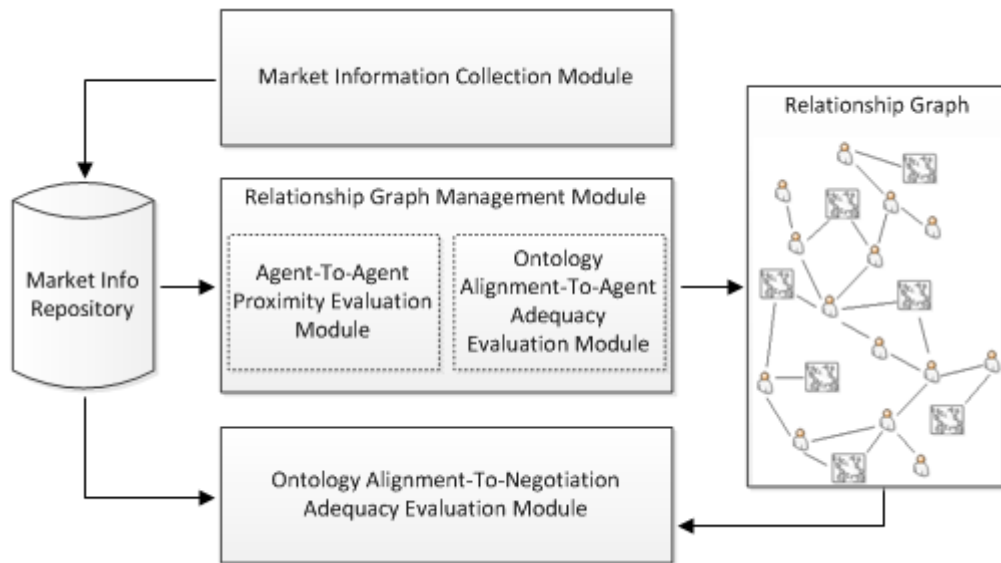 Market Information Collection Module
Relationship Graph
Relationship Graph Management Module
Market Info
Repository
Agent-To-Agent
Proximity Evaluation
Module
Ontology
Alignment-To-Agent
Adequacy
Evaluation Module
Ontology Alignment-To-Negotiation
Adequacy Evaluation Module